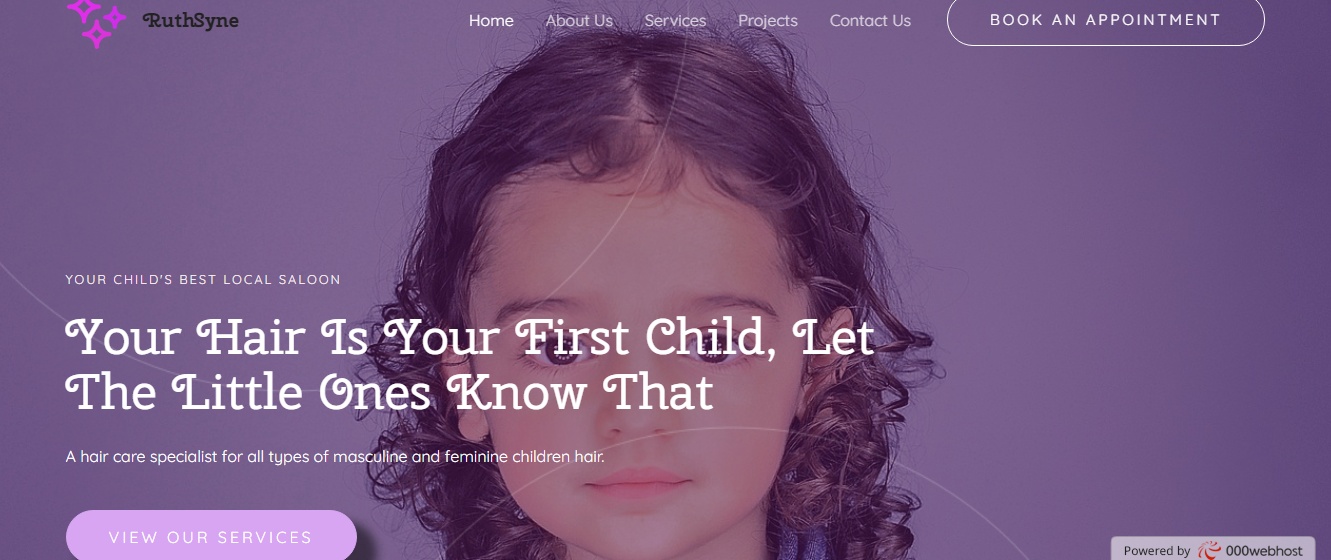 RuthSyne
Home About Us Services Projects Contact Us BOOK AN APPOINTMENT
YOUR CHILD'S BEST LOCAL SALOON
Your Hair Is Your First Child, Let
The Little Ones Know That
A hair care specialist for all types of masculine and feminine children hair.
VIEW OUR SERVICES
Powered by 000webhost